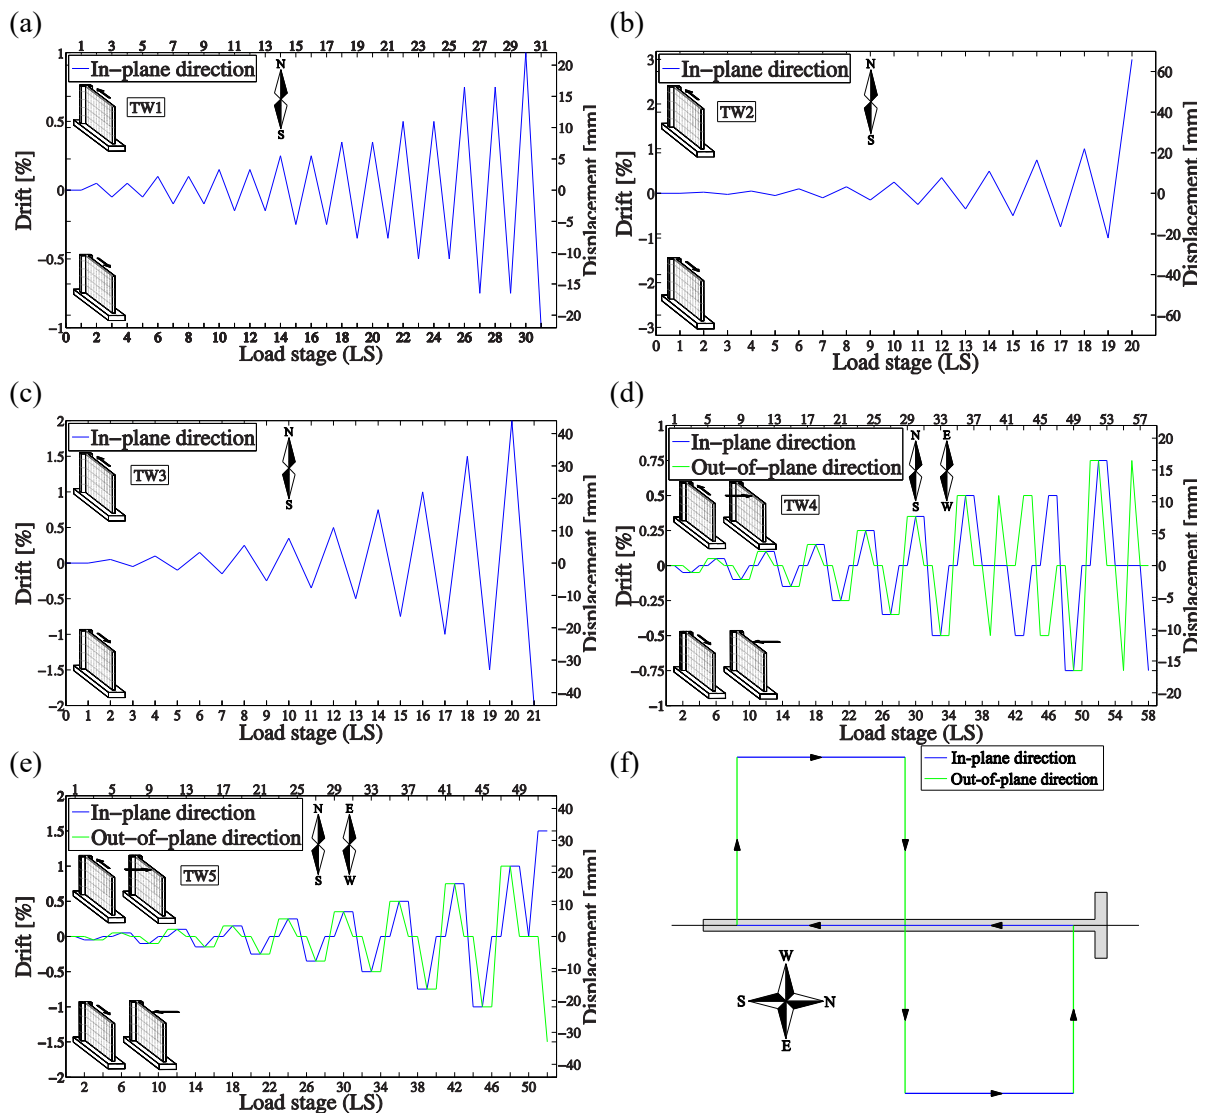 (a)
1 3 5 7 9 11 13 15 17 19 21 23 25 27 29 31
In-plane direction
TW1
N
S
1
0.5
0
-0.5
-1
Drift [%]
20
15
10
5
0
-5
-10
-15
-20
Displacement [mm]
0 2 4 6 8 10 12 14 16 18 20 21 22 23 24 26 28 30
Load stage (LS)
(b)
In-plane direction
TW2
N
S
3
2
1
0
-1
-2
-3
Drift [%]
60
40
20
0
-20
-40
-60
Displacement [mm]
0 1 2 3 4 5 6 7 8 9 10 11 12 13 14 15 16 17 18 19 20
Load stage (LS)
(c)
In-plane direction
TW3
N
S
2
1.5
1
0.5
0
-0.5
-1
-1.5
-2
Drift [%]
40
30
20
10
0
-10
-20
-30
-40
Displacement [mm]
0 1 2 3 4 5 6 7 8 9 10 11 12 13 14 15 16 17 18 19 20 21
Load stage (LS)
(d)
1 5 9 13 17 21 25 29 33 37 41 45 49 53 57
In-plane direction
Out-of-plane direction
TW4
N
S
E
W
1
0.75
0.5
0.25
0
-0.25
-0.5
-0.75
-1
Drift [%]
20
15
10
5
0
-5
-10
-15
-20
Displacement [mm]
2 6 10 14 18 22 26 30 34 38 42 46 50 54 58
Load stage (LS)
(e)
1 5 9 13 17 21 25 29 33 37 41 45 49
In-plane direction
Out-of-plane direction
TW5
N
S
E
W
2
1.5
1
0.5
0
-0.5
-1
-1.5
2
Drift [%]
40
30
20
10
0
-10
-20
-30
-40
Displacement [mm]
2 6 10 14 18 22 26 30 34 38 42 46 50
Load stage (LS)
(f)
In-plane direction
Out-of-plane direction
W
S N
E